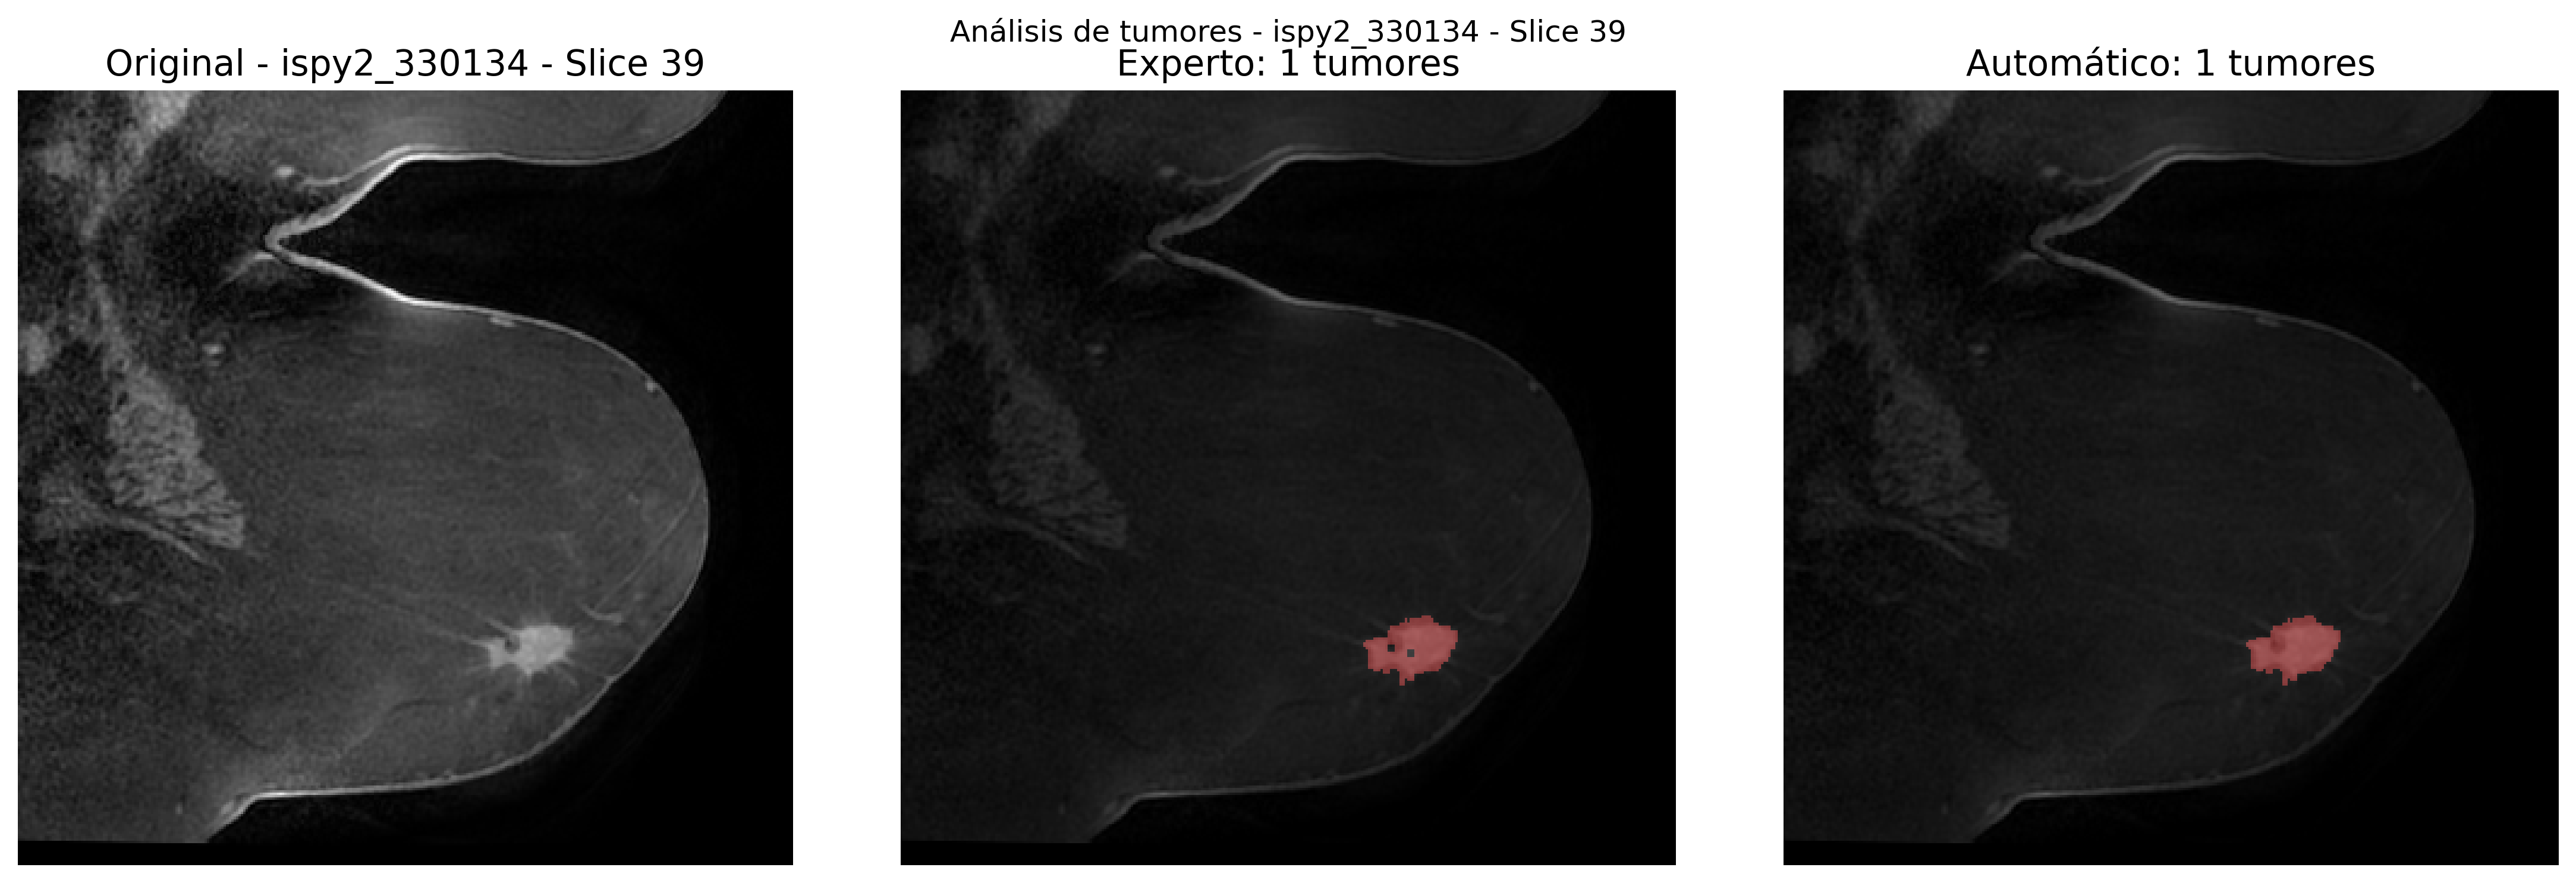 Análisis de tumores - ispy2_330134 - Slice 39
Original - ispy2_330134 - Slice 39
Experto: 1 tumores
Automático: 1 tumores